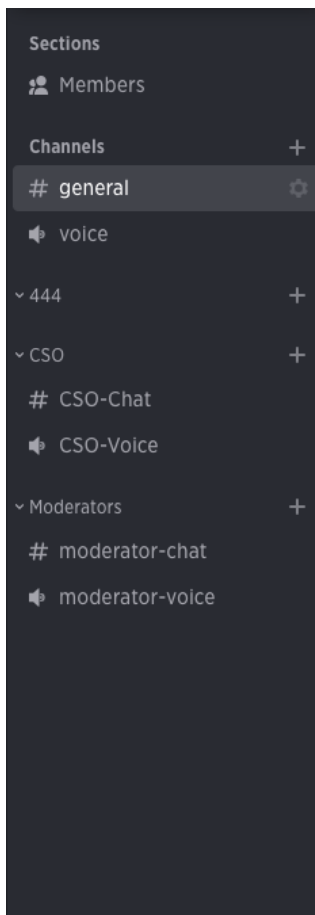 Sections
Members
Channels +
# general
voice
444 +
CSO +
# CSO-Chat
CSO-Voice
Moderators +
# moderator-chat
moderator-voice